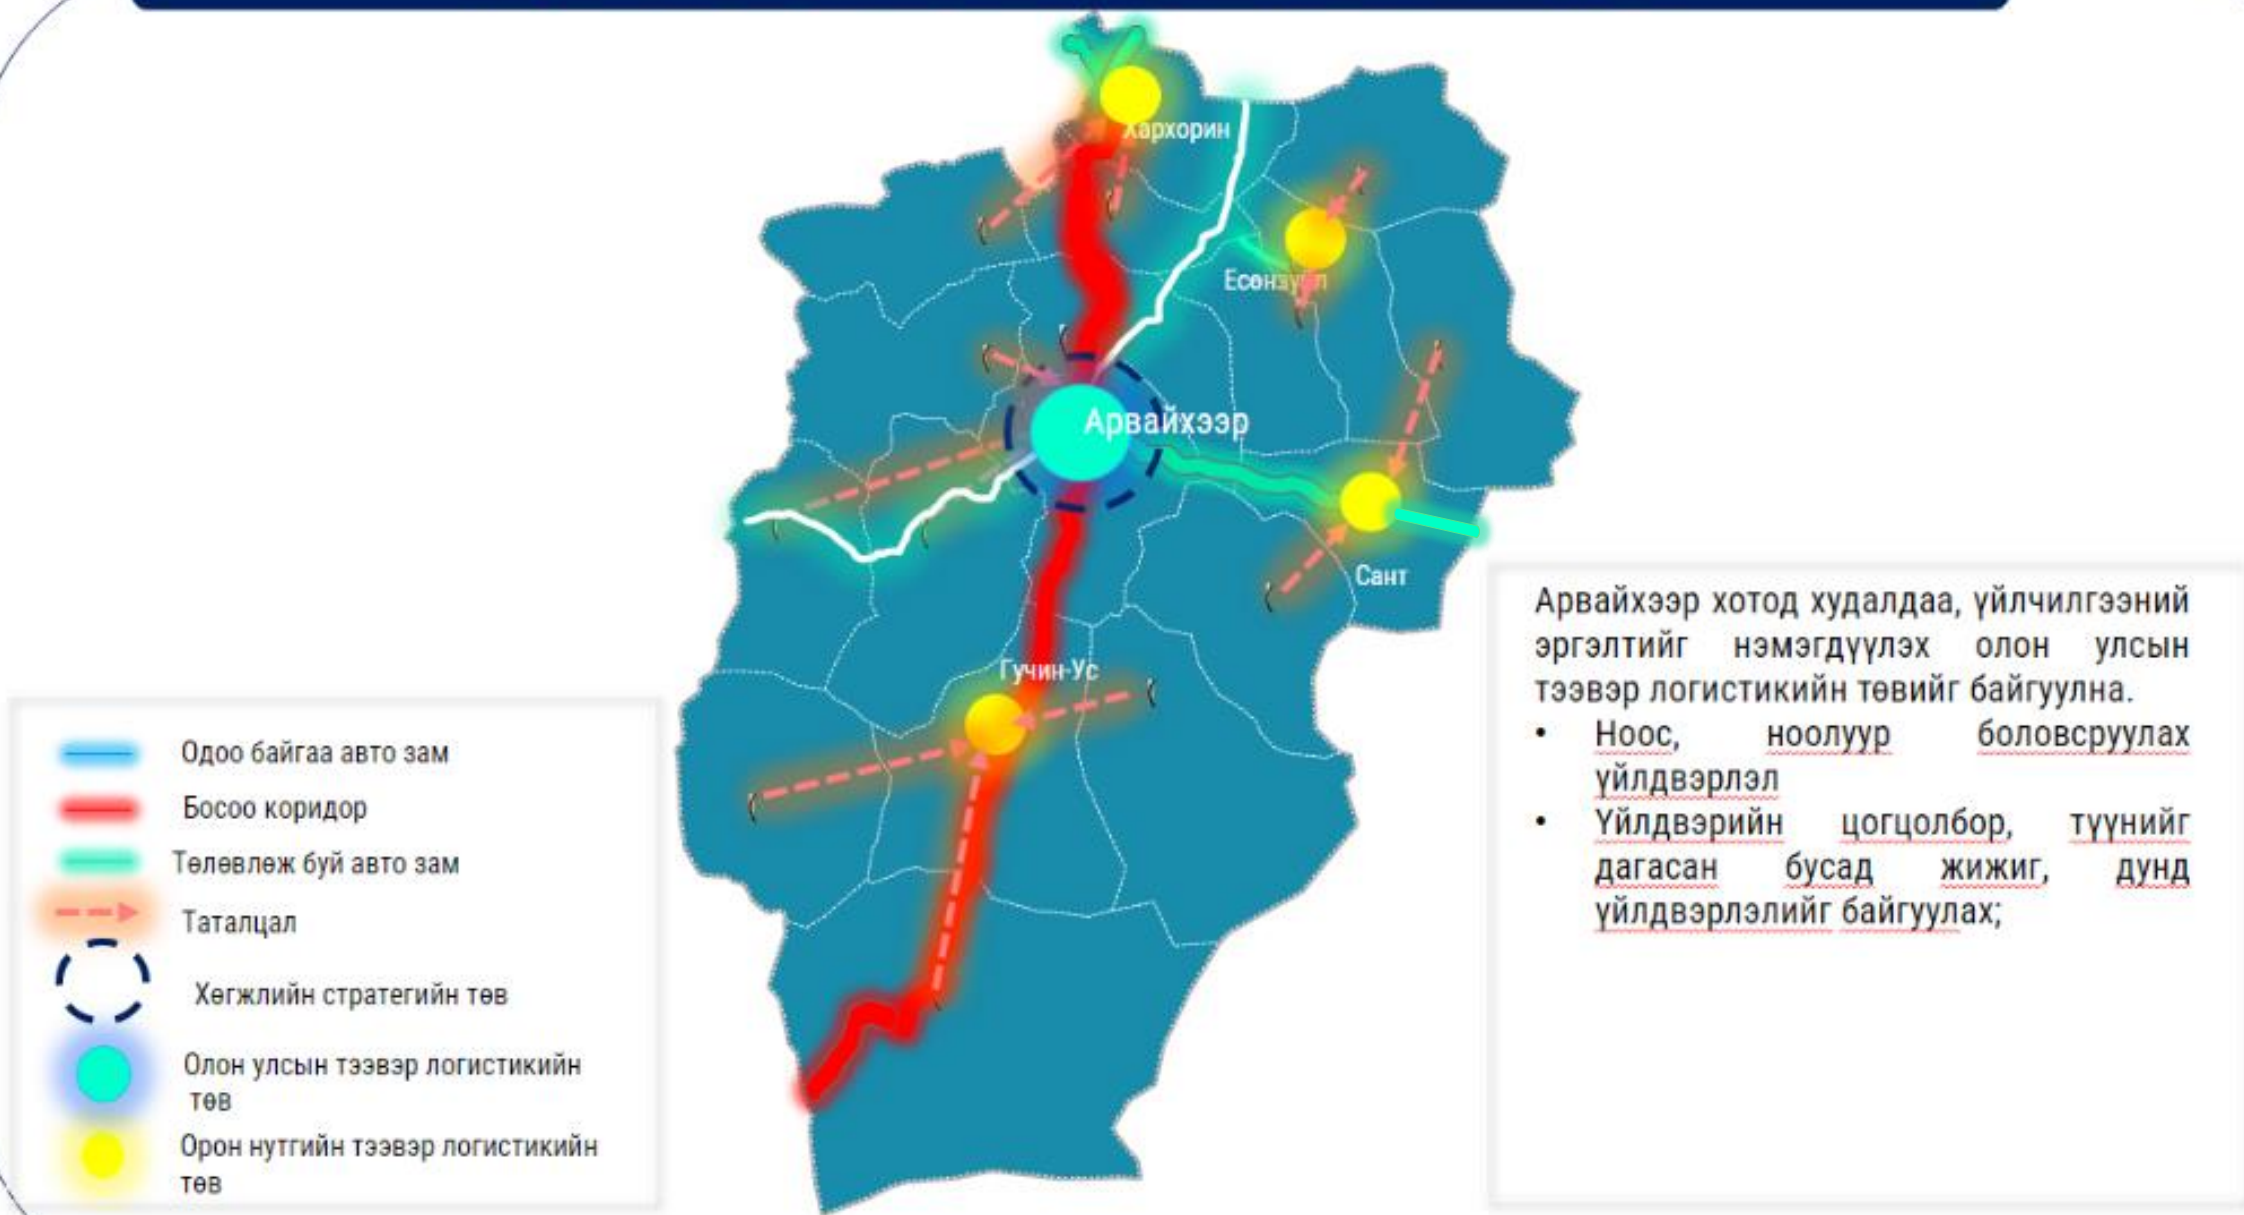 Хархорин
Есөнзүйл
Арвайхээр
Сант
Гучин-Ус
Одоо байгаа авто зам
Босоо коридор
Төлөвлөж буй авто зам
Таталцал
Хөгжлийн стратегийн төв
Олон улсын тээвэр логистикийн
төв
Орон нутгийн тээвэр логистикийн
төв
Арвайхээр хотод худалдаа, үйлчилгээний
эргэлтийг нэмэгдүүлэх олон улсын
тээвэр логистикийн төвийг байгуулна.
• Ноос, ноолуур боловсруулах
үйлдвэрлэл
• Үйлдвэрийн цогцолбор, түүнийг
дагасан бусад жижиг, дунд
үйлдвэрлэлийг байгуулах;